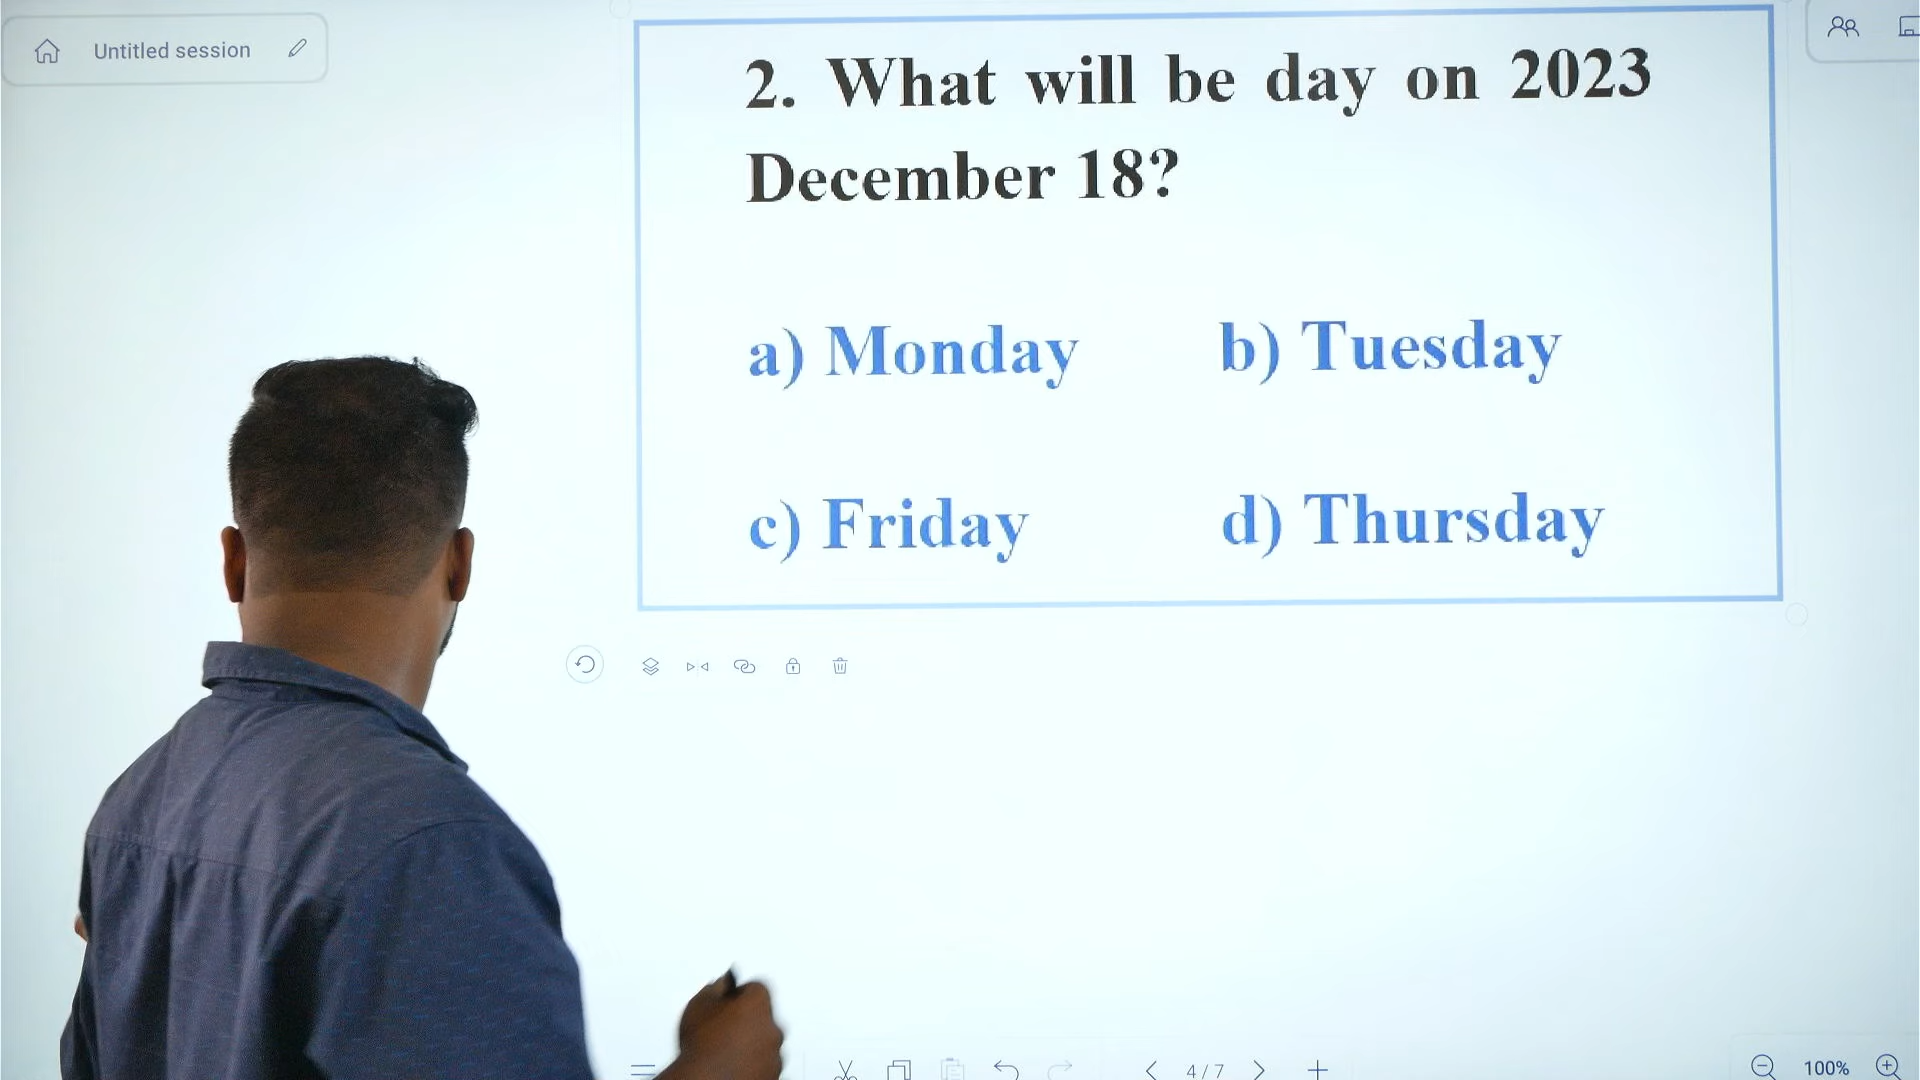 Untitled session
2. What will be day on 2023
December 18?
a) Monday b) Tuesday
c) Friday d) Thursday
4/7
100%